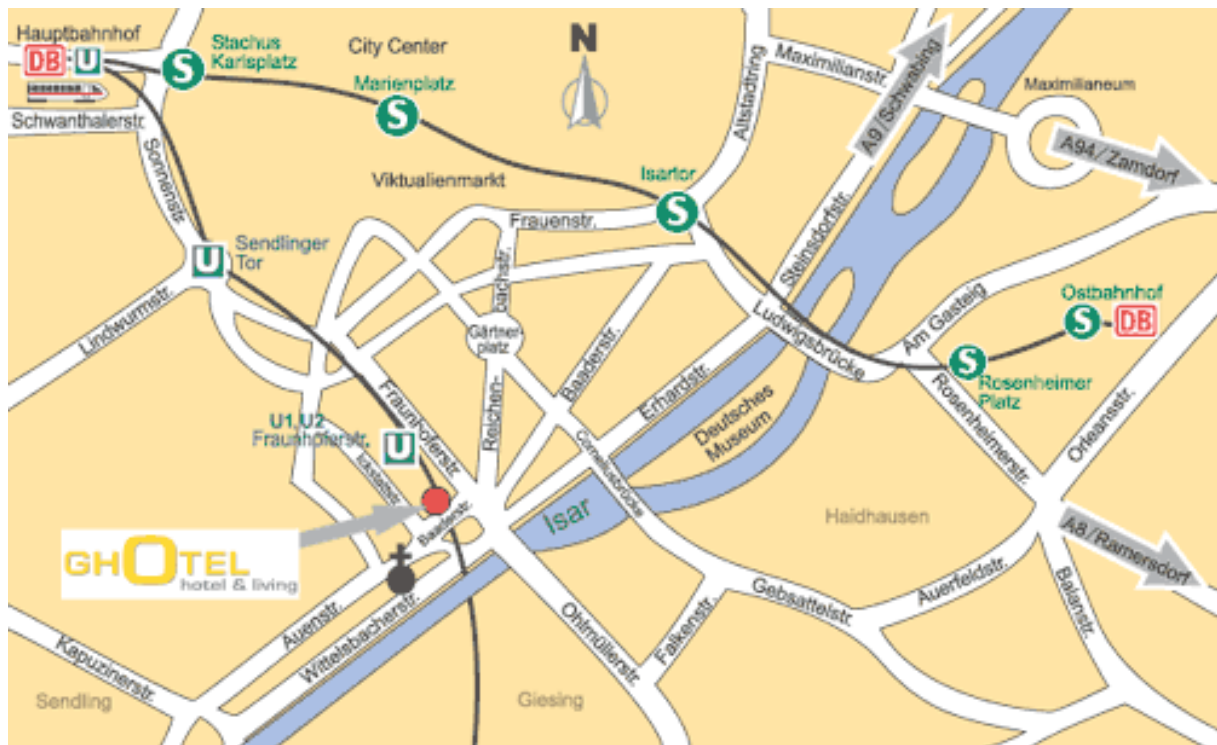 Hauptbahnhof
DB U
S
Stachus
Karlsplatz
City Center
N
Marienplatz
S
Altstadtring
Maximilianstr.
A9/Schwabing
Maximilianeum
A94/Zamdorf
Schwanthalerstr.
Sonnenstr.
Viktualienmarkt
Isartor
S
Frauenstr.
Steinsdorfstr.
U
Sendlinger
Tor
bachstr.
Lindwurmstr.
Gärtner
platz
Baaderstr.
Ludwigsbrücke
Am Gasteig
Ostbahnhof
S DB
S
Rosenheimer
Platz
Erhardstr.
Fraunhoferstr.
Reichen-
Deutsches
Museum
Rosenheimerstr.
Orleansstr.
U1,U2
Fraunhoferstr.
U
Ickstattstr.
Corneliusbrücke
Baaderstr.
Isar
Haidhausen
A8/Ramersdorf
GHOTEL
hotel & living
Auenstr.
Wittelsbacherstr.
Ohlmüllerstr.
Falkenstr.
Gebsattelstr.
Auerfeldstr.
Balanstr.
Kapuzinerstr.
Sendling
Giesing